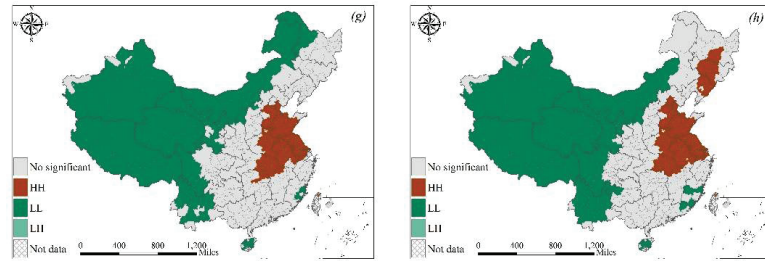 (g)
N
W
S
No significant
HH
LL
LH
Not data
0 400 800 1,200
Miles
(h)
N
W
S
No significant
HH
LL
LH
Not data
0 400 800 1,200
Miles